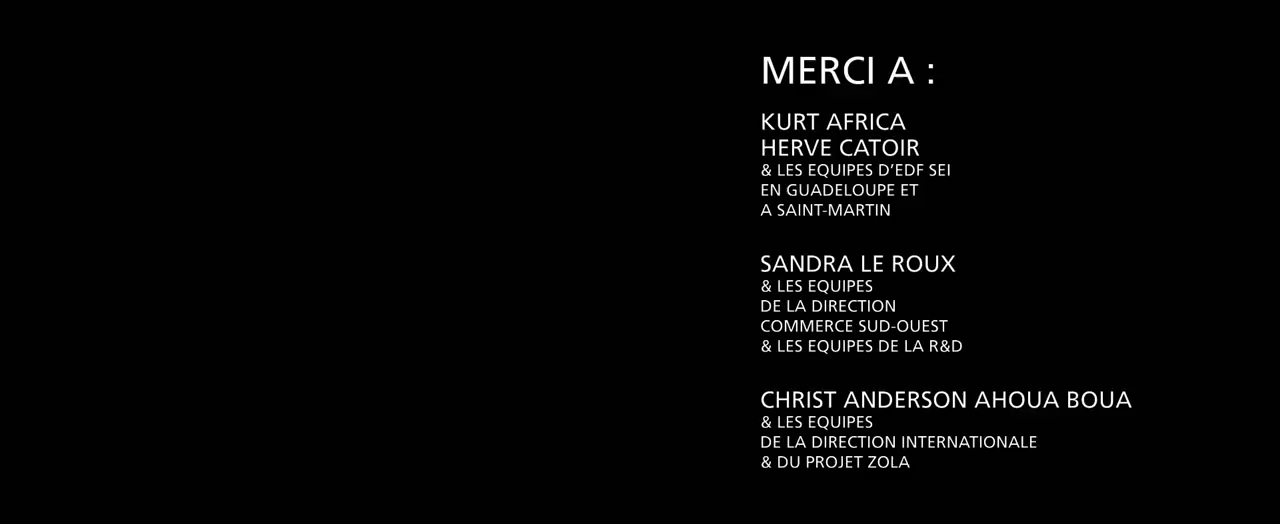 MERCI A :
KURT AFRICA
HERVE CATOIR
& LES EQUIPES D’EDF SEI
EN GUADELOUPE ET
A SAINT-MARTIN
SANDRA LE ROUX
& LES EQUIPES
DE LA DIRECTION
COMMERCE SUD-OUEST
& LES EQUIPES DE LA R&D
CHRIST ANDERSON AHOUA BOUA
& LES EQUIPES
DE LA DIRECTION INTERNATIONALE
& DU PROJET ZOLA